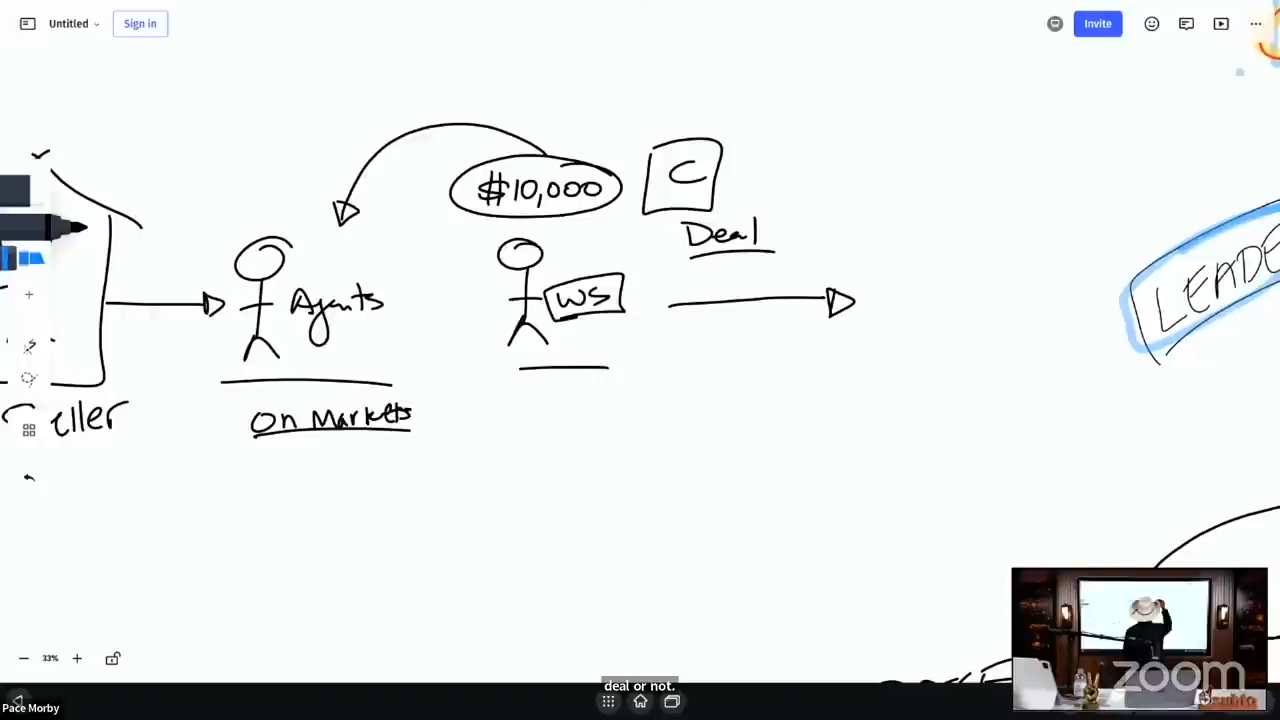 Untitled
Sign in
Invite
$10,000
C
Deal
Agents
WS
LEADE
On Markets
eller
33%
deal or not.
zoom
Pace Morby